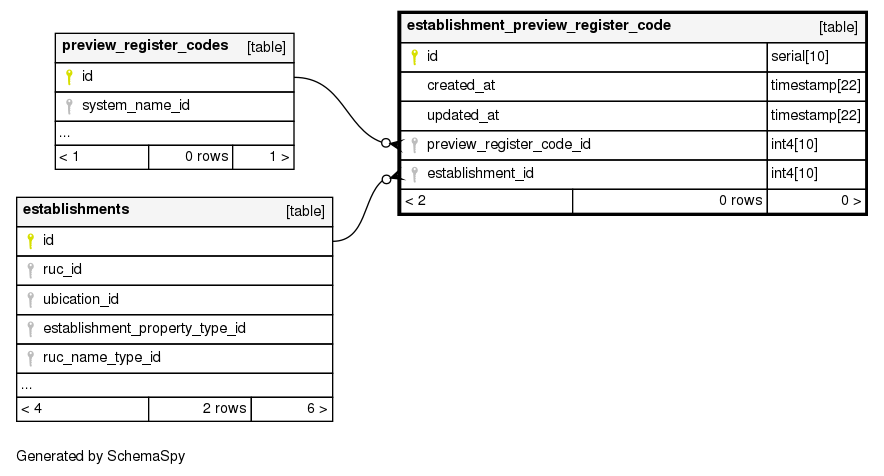 preview_register_codes [table]
id
system_name_id
...
< 1 0 rows 1 >
establishments [table]
id
ruc_id
ubication_id
establishment_property_type_id
ruc_name_type_id
...
< 4 2 rows 6 >
establishment_preview_register_code [table]
id serial[10]
created_at timestamp[22]
updated_at timestamp[22]
preview_register_code_id int4[10]
establishment_id int4[10]
< 2 0 rows 0 >
Generated by SchemaSpy